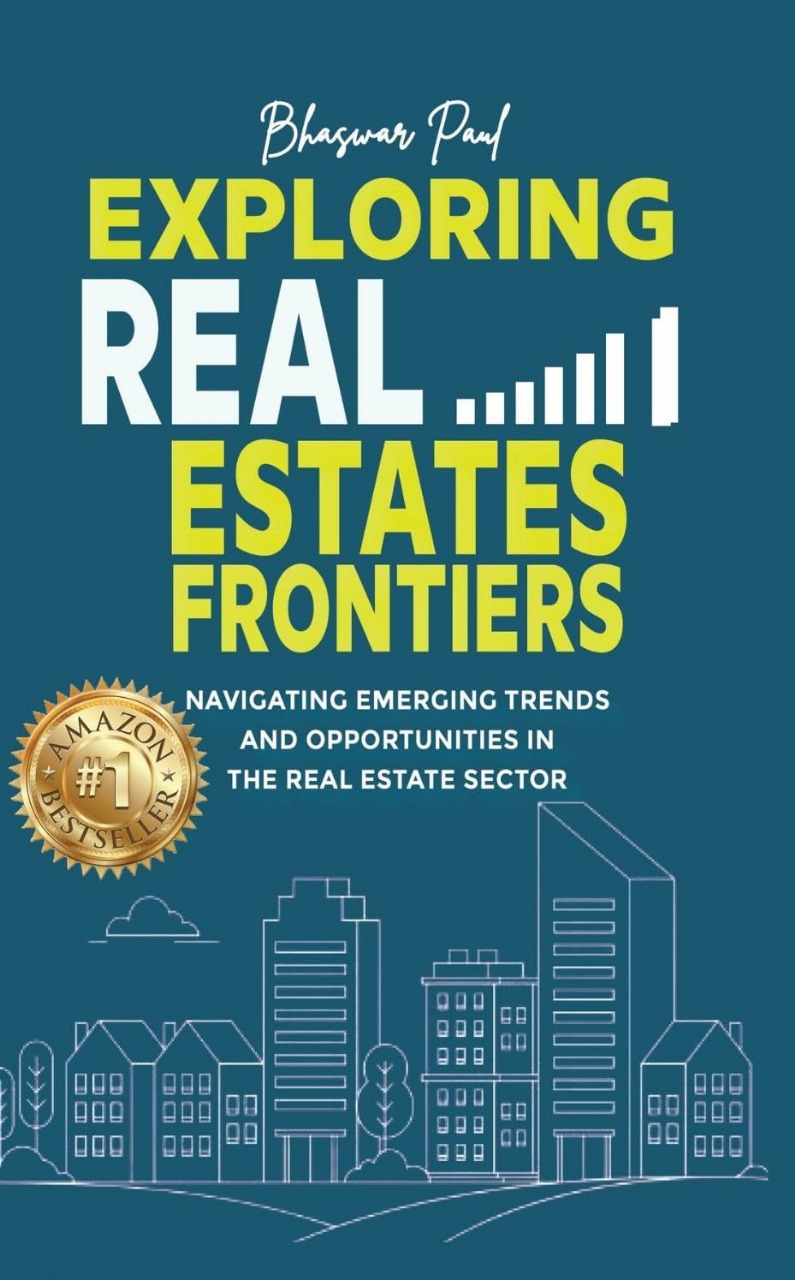 Bhaswar Paul
EXPLORING
REAL
ESTATES
FRONTIERS
NAVIGATING EMERGING TRENDS
AND OPPORTUNITIES IN
THE REAL ESTATE SECTOR
AMAZON
#1
BESTSELLER